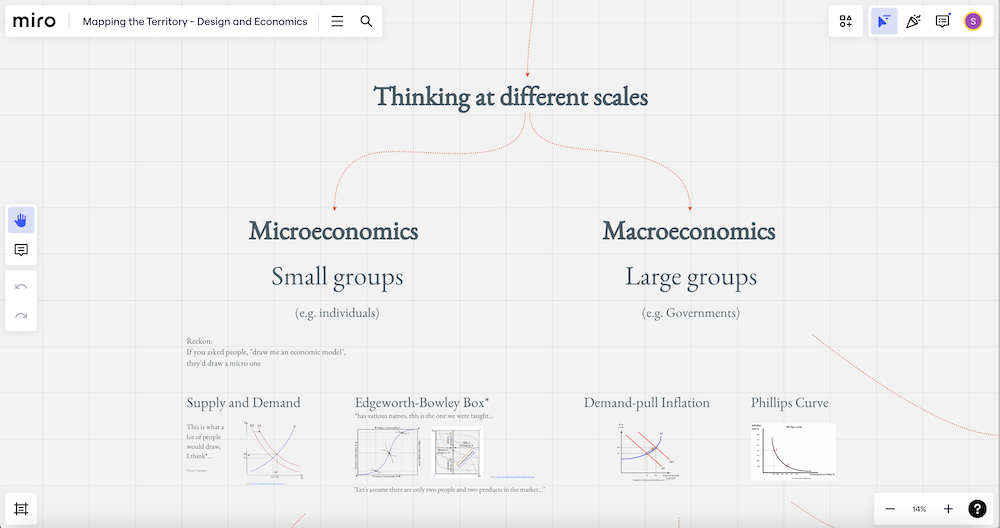 miro
Mapping the Territory - Design and Economics
S
Thinking at different scales
Microeconomics
Small groups
(e.g. individuals)
Macroeconomics
Large groups
(e.g. Governments)
Reckon:
If you asked people, "draw me an economic model",
they'd draw a micro one
Supply and Demand
This is what a
lot of people
would draw,
I think*...
Edgeworth-Bowley Box*
*has various names, this is the one we were taught...
"Let's assume there are only two people and two products in the market..."
Demand-pull Inflation
Phillips Curve
14%
?